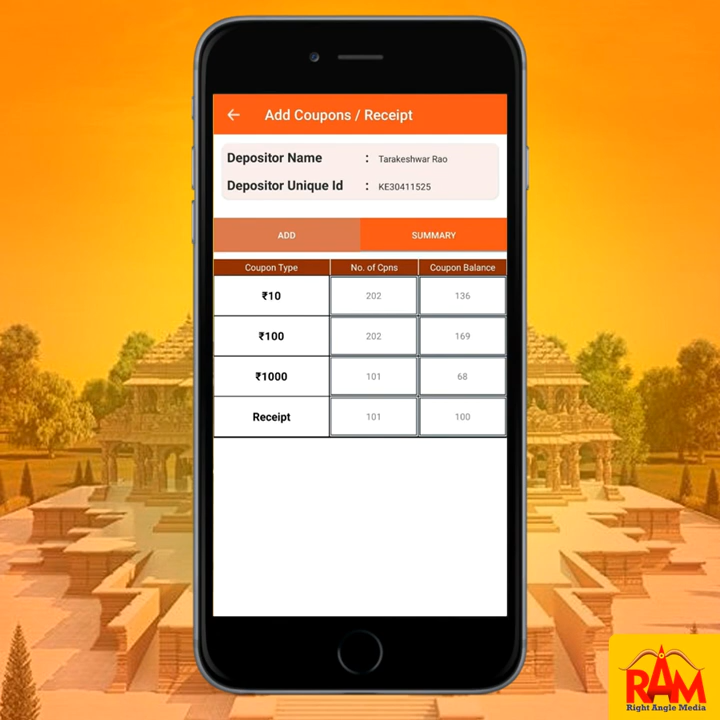 Add Coupons / Receipt
Depositor Name : Tarakeshwar Rao
Depositor Unique Id : KE30411525
ADD SUMMARY
Coupon Type No. of Cpns Coupon Balance
₹10 202 136
₹100 202 169
₹1000 101 68
Receipt 101 100
RAM
Right Angle Media